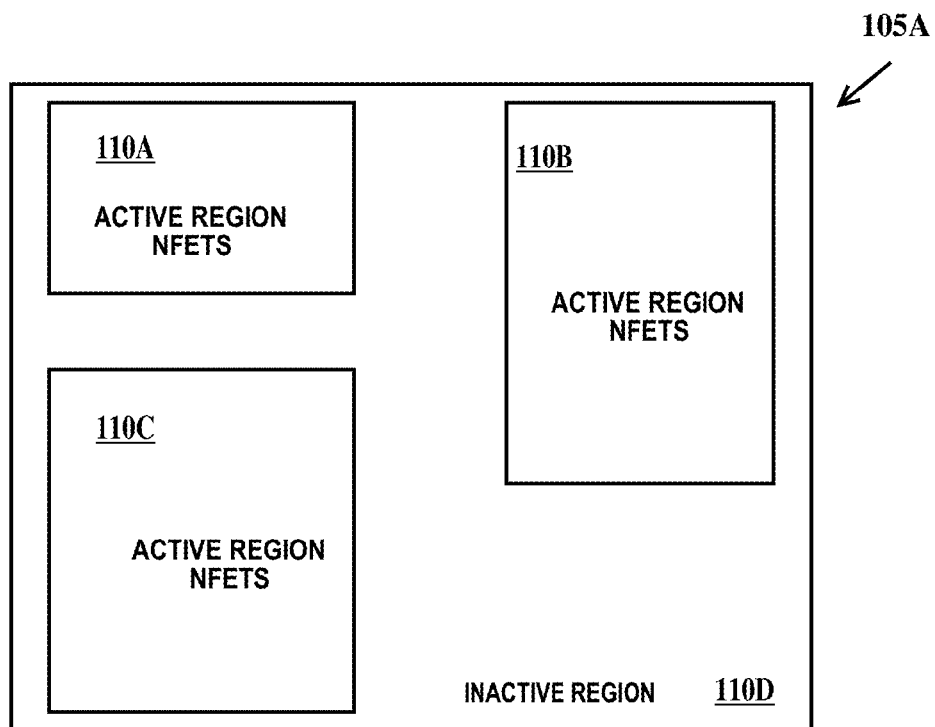 105A
110A
ACTIVE REGION
NFETS
110B
ACTIVE REGION
NFETS
110C
ACTIVE REGION
NFETS
INACTIVE REGION 110D